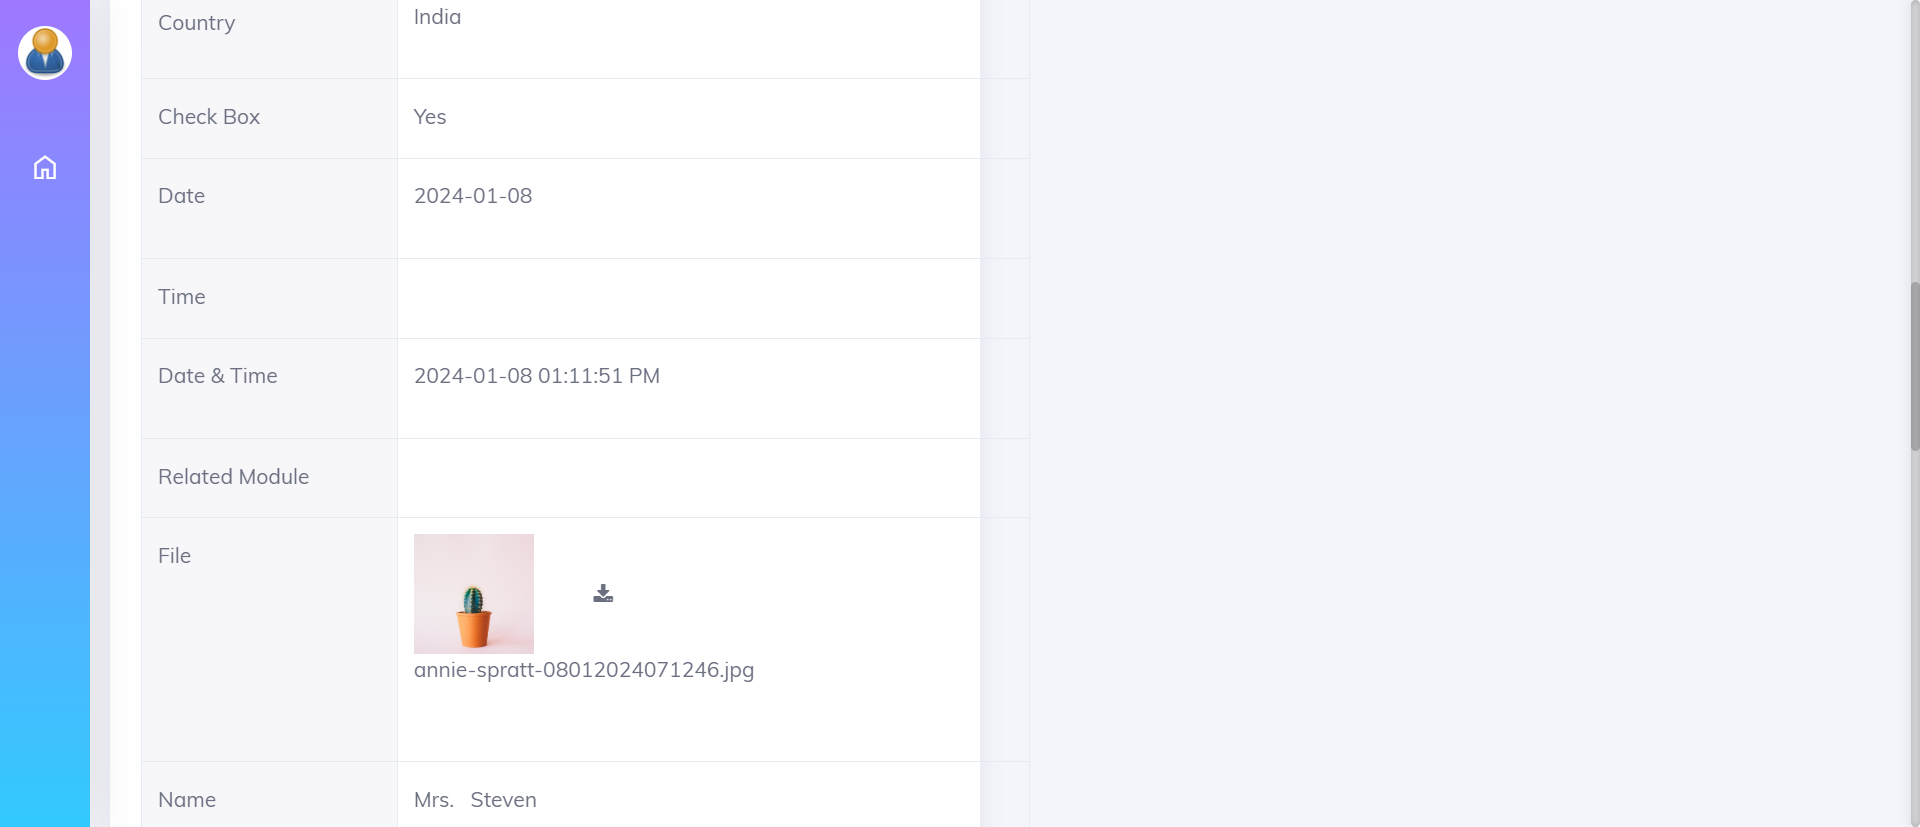 Country
India
Check Box
Yes
Date
2024-01-08
Time
Date & Time
2024-01-08 01:11:51 PM
Related Module
File
annie-spratt-08012024071246.jpg
Name
Mrs. Steven